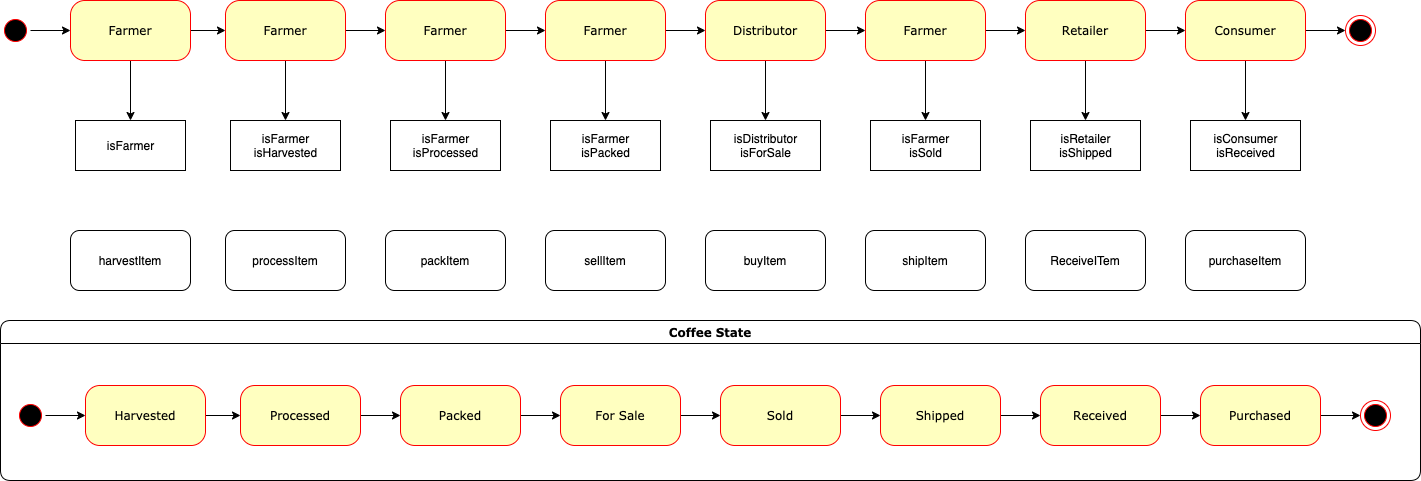 Farmer
Farmer
Farmer
Farmer
Distributor
Farmer
Retailer
Consumer
isFarmer
isFarmer
isHarvested
isFarmer
isProcessed
isFarmer
isPacked
isDistributor
isForSale
isFarmer
isSold
isRetailer
isShipped
isConsumer
isReceived
harvestItem
processItem
packItem
sellItem
buyItem
shipItem
ReceiveITem
purchaseItem
Coffee State
Harvested
Processed
Packed
For Sale
Sold
Shipped
Received
Purchased